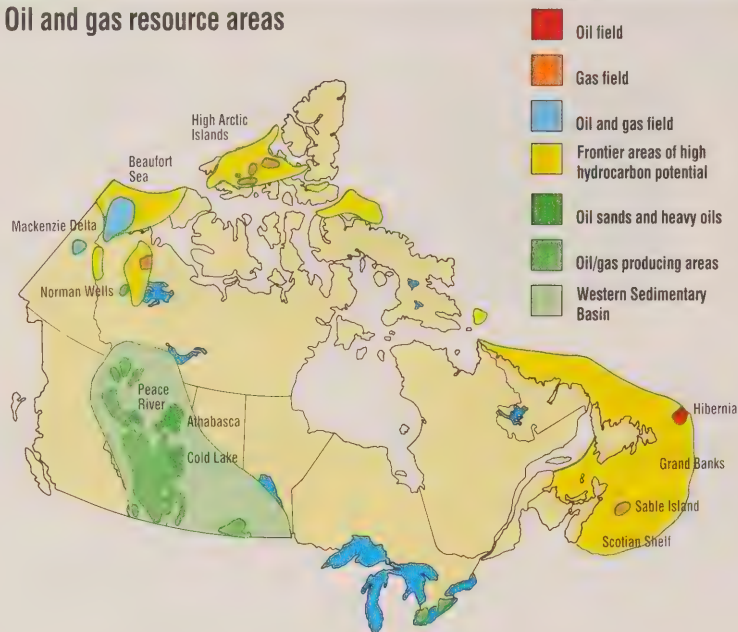 Oil and gas resource areas
Oil field
Gas field
Oil and gas field
Frontier areas of high
hydrocarbon potential
Oil sands and heavy oils
Oil/gas producing areas
Western Sedimentary
Basin
High Arctic
Islands
Beaufort
Sea
Mackenzie Delta
Norman Wells
Peace
River
Athabasca
Cold Lake
Hibernia
Grand Banks
Sable Island
Scotian Shelf